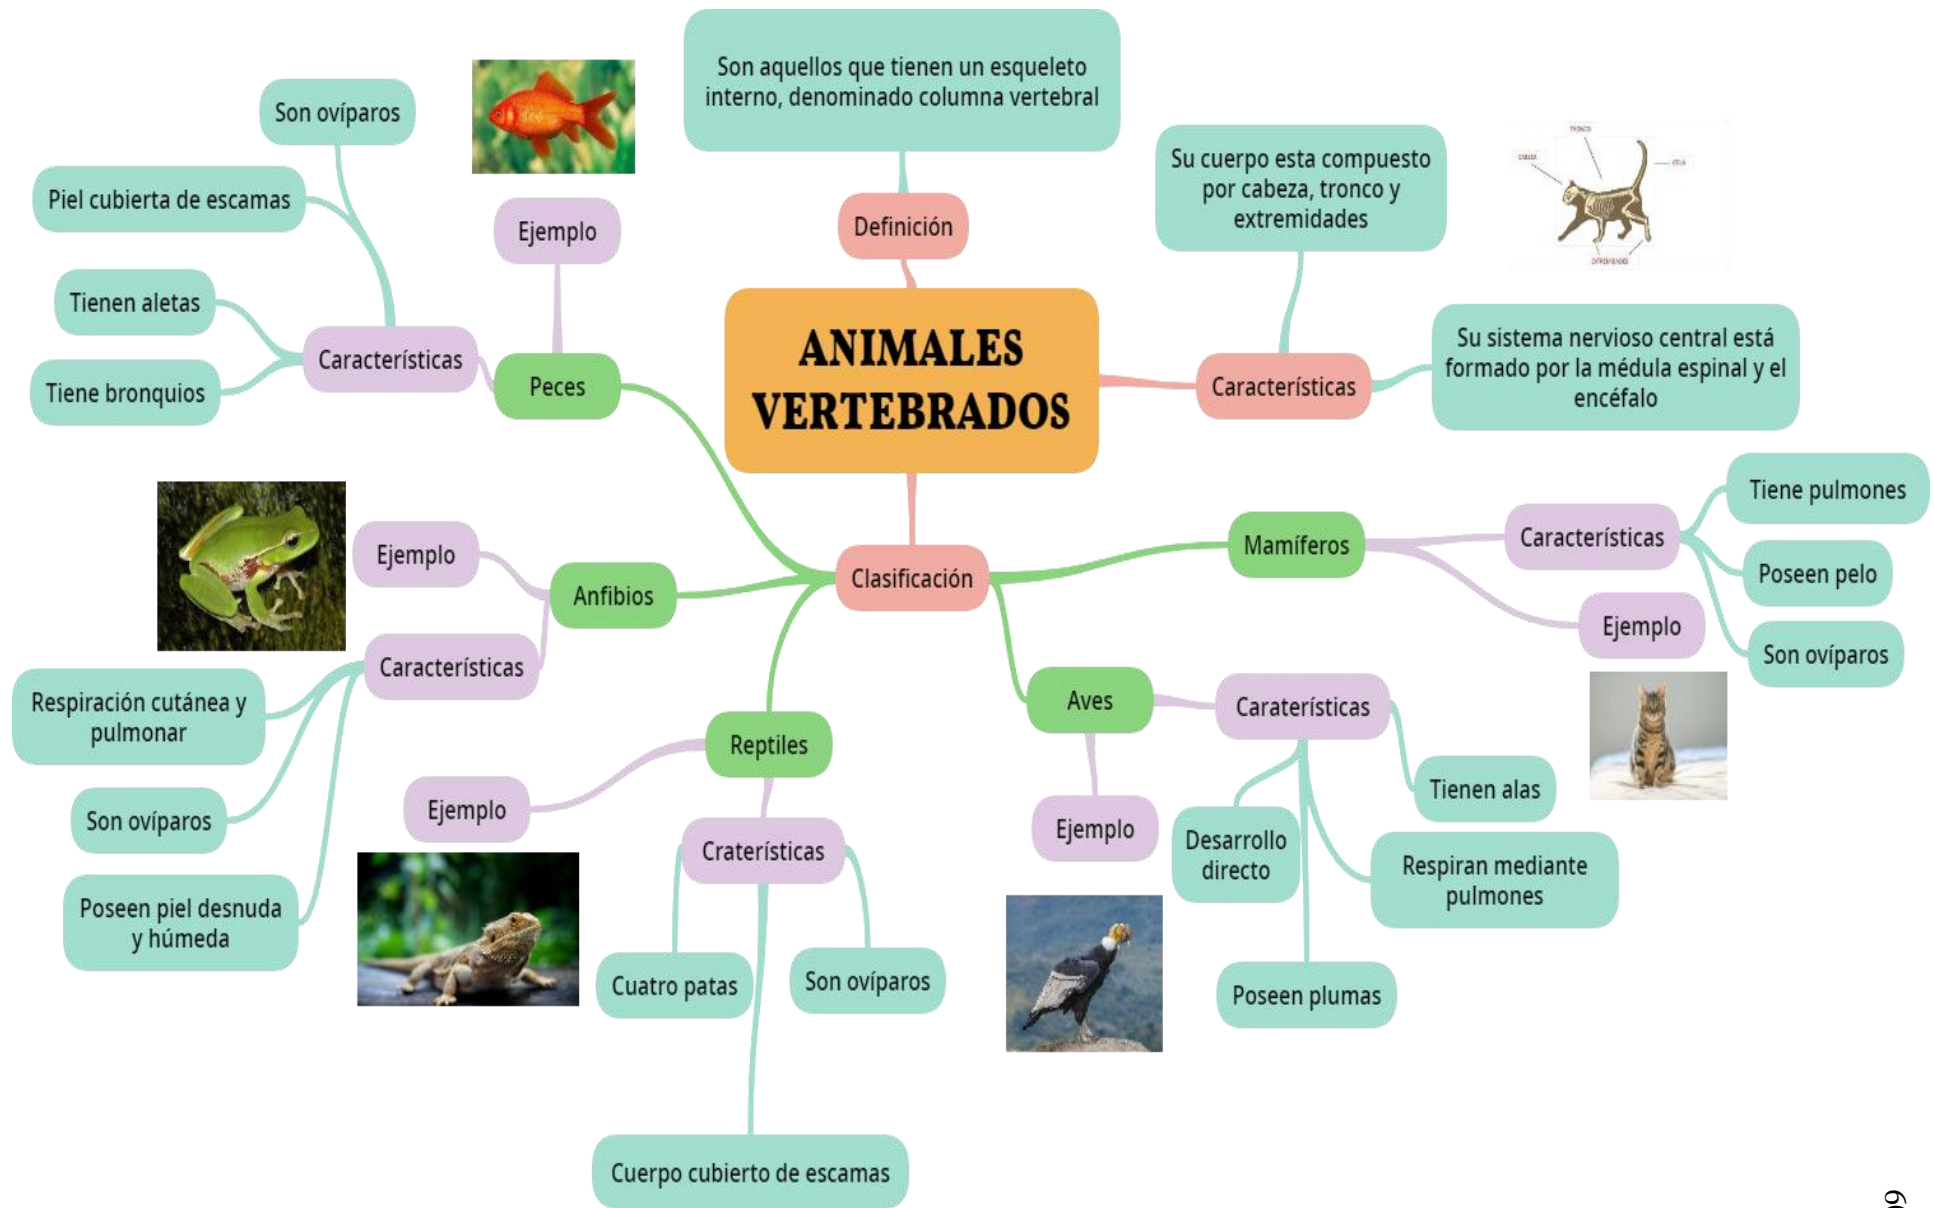 Son aquellos que tienen un esqueleto
interno, denominado columna vertebral
Definición
ANIMALES
VERTEBRADOS
Características
Su cuerpo esta compuesto
por cabeza, tronco y
extremidades
TRONCO
CABEZA
COLA
EXTREMIDADES
Su sistema nervioso central está
formado por la médula espinal y el
encéfalo
Clasificación
Peces
Ejemplo
Características
Son ovíparos
Piel cubierta de escamas
Tienen aletas
Tiene bronquios
Anfibios
Ejemplo
Características
Respiración cutánea y
pulmonar
Son ovíparos
Poseen piel desnuda
y húmeda
Reptiles
Ejemplo
Craterísticas
Cuatro patas
Son ovíparos
Cuerpo cubierto de escamas
Aves
Ejemplo
Caraterísticas
Desarrollo
directo
Tienen alas
Respiran mediante
pulmones
Poseen plumas
Mamíferos
Características
Tiene pulmones
Poseen pelo
Son ovíparos
Ejemplo